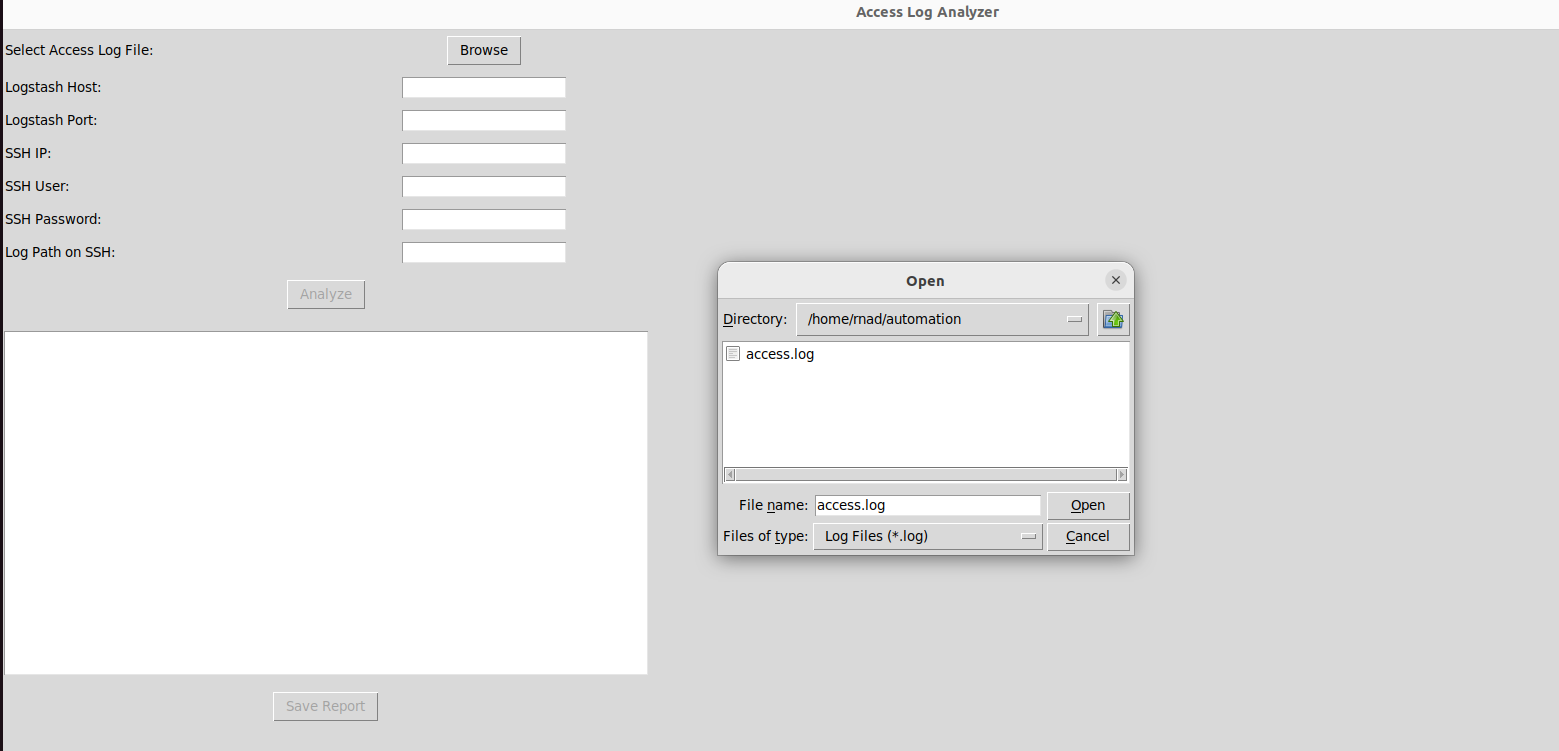 Access Log Analyzer
Select Access Log File: Browse
Logstash Host:
Logstash Port:
SSH IP:
SSH User:
SSH Password:
Log Path on SSH:
Analyze
Save Report
Open
Directory: /home/rnad/automation
access.log
File name: access.log Open
Files of type: Log Files (*.log) Cancel